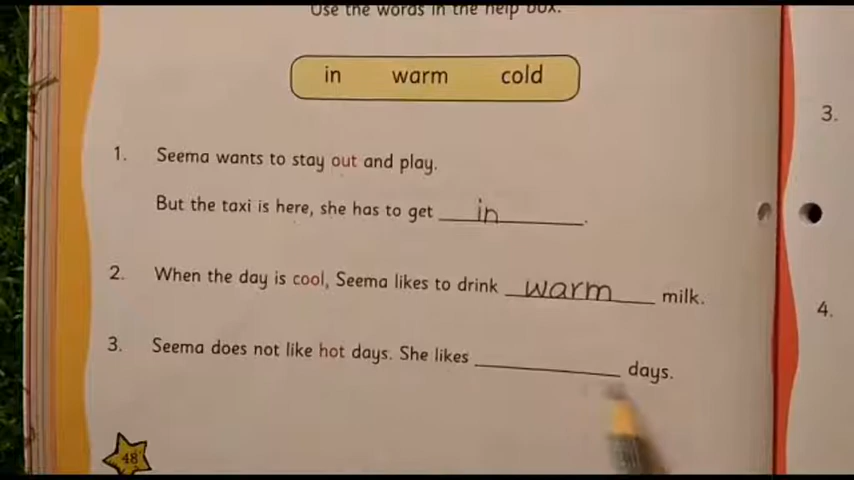 Use the words in the help box.
in warm cold
1. Seema wants to stay out and play.
But the taxi is here, she has to get in.
2. When the day is cool, Seema likes to drink warm milk.
3. Seema does not like hot days. She likes ____________ days.
48
3.
4.